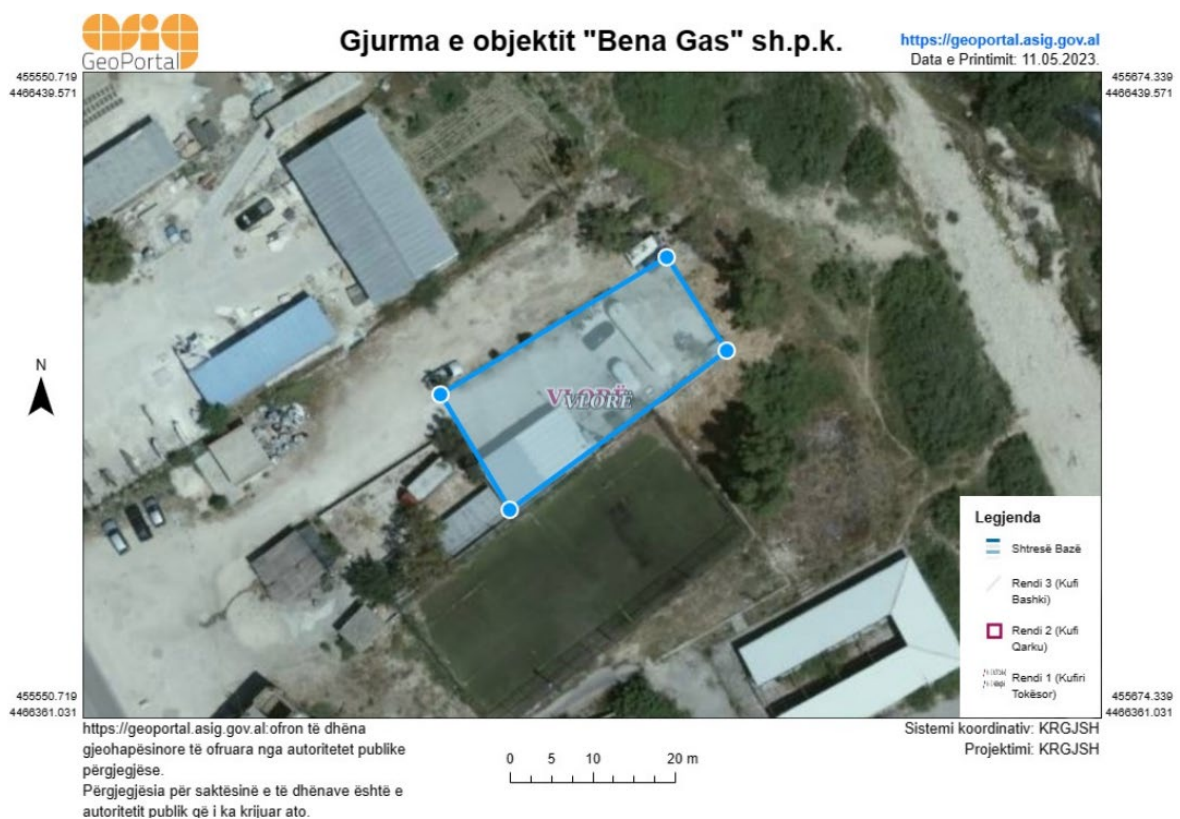 asig
GeoPortal
Gjurma e objektit "Bena Gas" sh.p.k.
https://geoportal.asig.gov.al
Data e Printimit: 11.05.2023.
455550.719
4466439.571
455674.339
4466439.571
N
VLORË
VLORË
Legjenda
Shtresë Bazë
Rendi 3 (Kufi
Bashki)
Rendi 2 (Kufi
Qarku)
Rendi 1 (Kufiri
Tokësor)
455550.719
4466361.031
455674.339
4466361.031
https://geoportal.asig.gov.al:ofron të dhëna
gjeohapësinore të ofruara nga autoritetet publike
përgjegjëse.
Përgjegjësia për saktësinë e të dhënave është e
autoritetit publik që i ka krijuar ato.
0 5 10 20 m
Sistemi koordinativ: KRGJSH
Projektimi: KRGJSH